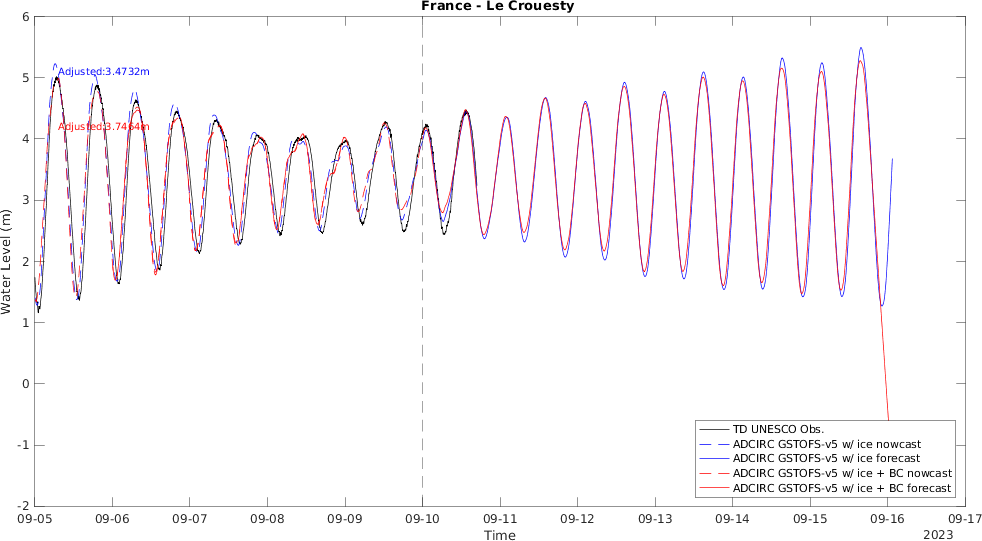 France - Le Crouesty
6
5
4
3
2
1
0
-1
-2
Water Level (m)
Adjusted:3.4732m
Adjusted:3.7464m
TD UNESCO Obs.
ADCIRC GSTOFS-v5 w/ ice nowcast
ADCIRC GSTOFS-v5 w/ ice forecast
ADCIRC GSTOFS-v5 w/ ice + BC nowcast
ADCIRC GSTOFS-v5 w/ ice + BC forecast
09-05 09-06 09-07 09-08 09-09 09-10 09-11 09-12 09-13 09-14 09-15 09-16 09-17
Time
2023